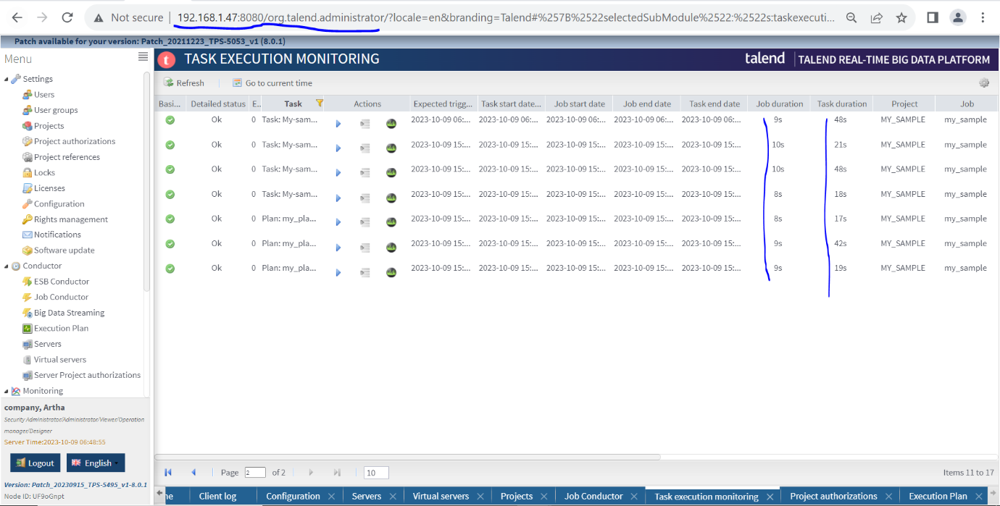 Not secure | 192.168.1.47:8080/org.talend.administrator/?locale=en&branding=Talend#%257B%2522selectedSubModule%2522:%2522s:taskexecuti...
Patch available for your version: Patch_20211223_TPS-5053_v1 (8.0.1)
Menu
Settings
Users
User groups
Projects
Project authorizations
Project references
Locks
Licenses
Configuration
Rights management
Notifications
Software update
Conductor
ESB Conductor
Job Conductor
Big Data Streaming
Execution Plan
Servers
Virtual servers
Server Project authorizations
Monitoring
company, Artha
Security Administrator/Administrator/Viewer/Operation
manager/Designer
Server Time:2023-10-09 06:48:55
Logout English
Version: Patch_20230915_TPS-5495_v1-8.0.1
Node ID: UF9oGnpt
t TASK EXECUTION MONITORING talend | TALEND REAL-TIME BIG DATA PLATFORM
Refresh Go to current time
Basi... Detailed status E.. Task Actions Expected trigg... Task start date... Job start date Job end date Task end date Job duration Task duration Project Job
Ok 0 Task: My-sam... 2023-10-09 06:... 2023-10-09 06:... 2023-10-09 06:... 2023-10-09 06:... 2023-10-09 06:... 9s 48s MY_SAMPLE my_sample
Ok 0 Task: My-sam... 2023-10-09 15:... 2023-10-09 15:... 2023-10-09 15:... 2023-10-09 15:... 2023-10-09 15:... 10s 21s MY_SAMPLE my_sample
Ok 0 Task: My-sam... 2023-10-09 15:... 2023-10-09 15:... 2023-10-09 15:... 2023-10-09 15:... 2023-10-09 15:... 10s 48s MY_SAMPLE my_sample
Ok 0 Task: My-sam... 2023-10-09 15:... 2023-10-09 15:... 2023-10-09 15:... 2023-10-09 15:... 2023-10-09 15:... 8s 18s MY_SAMPLE my_sample
Ok 0 Plan: my_pla... 2023-10-09 15:... 2023-10-09 15:... 2023-10-09 15:... 2023-10-09 15:... 2023-10-09 15:... 8s 17s MY_SAMPLE my_sample
Ok 0 Plan: my_pla... 2023-10-09 15:... 2023-10-09 15:... 2023-10-09 15:... 2023-10-09 15:... 2023-10-09 15:... 9s 42s MY_SAMPLE my_sample
Ok 0 Plan: my_pla... 2023-10-09 15:... 2023-10-09 15:... 2023-10-09 15:... 2023-10-09 15:... 2023-10-09 15:... 9s 19s MY_SAMPLE my_sample
Page 2 of 2 10 Items 11 to 17
ne Client log Configuration Servers Virtual servers Projects Job Conductor Task execution monitoring Project authorizations Execution Plan